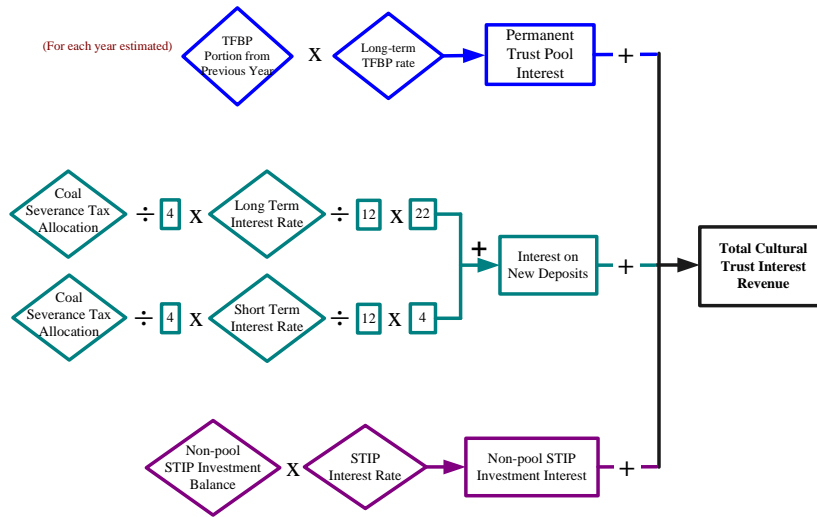 (For each year estimated)
TFBP
Portion from
Previous Year
X
Long-term
TFBP rate
Permanent
Trust Pool
Interest
+
Coal
Severance Tax
Allocation
÷
4
X
Long Term
Interest Rate
÷
12
X
22
+
Interest on
New Deposits
+
Total Cultural
Trust Interest
Revenue
Coal
Severance Tax
Allocation
÷
4
X
Short Term
Interest Rate
÷
12
X
4
Non-pool
STIP Investment
Balance
X
STIP
Interest Rate
Non-pool STIP
Investment Interest
+